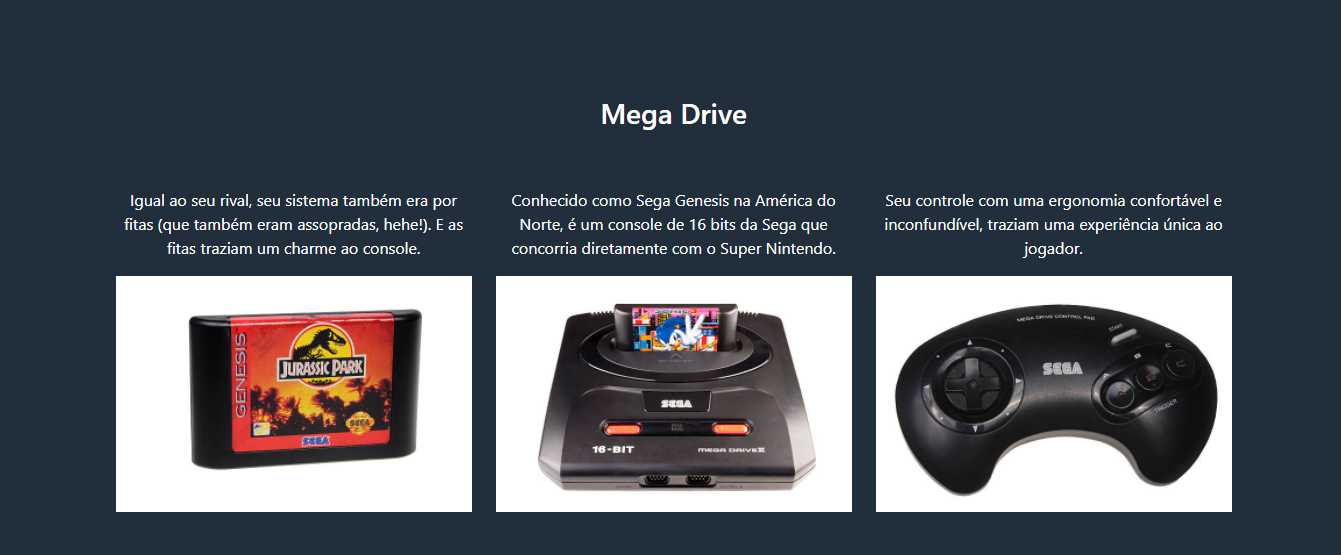 Mega Drive
Igual ao seu rival, seu sistema também era por
fitas (que também eram assopradas, hehe!). E as
fitas traziam um charme ao console.
Conhecido como Sega Genesis na América do
Norte, é um console de 16 bits da Sega que
concorria diretamente com o Super Nintendo.
Seu controle com uma ergonomia confortável e
inconfundível, traziam uma experiência única ao
jogador.
GENESIS
JURASSIC PARK
SEGA
SEGA
SONIC
SEGA
16-BIT
MEGA DRIVE II
MEGA DRIVE CONTROL PAD
START
SEGA
A
B
C
TRIGGER